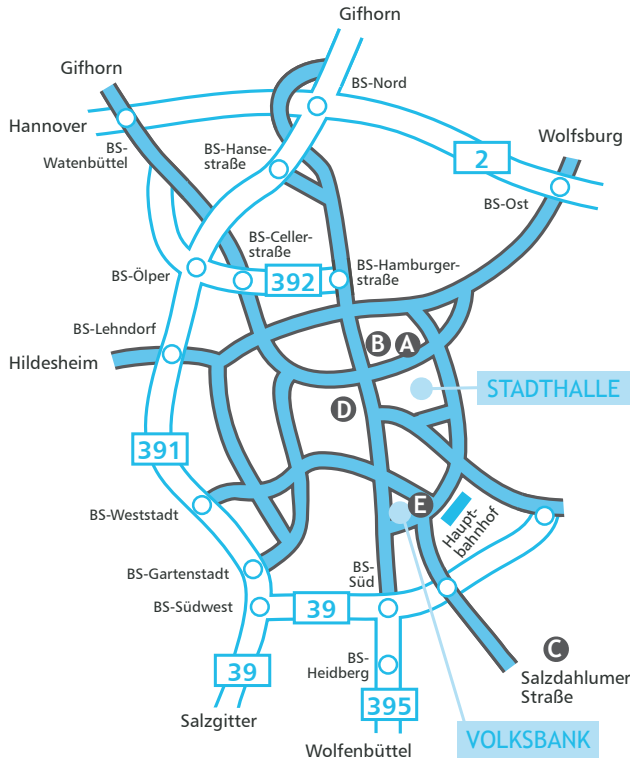 Gifhorn
Gifhorn
BS-Nord
Hannover
BS-
Watenbüttel
BS-Hanse-
straße
2
Wolfsburg
BS-Ost
BS-Celler-
straße
BS-Ölper
392
BS-Hamburger-
straße
BS-Lehndorf
Hildesheim
B
A
STADTHALLE
D
391
BS-Weststadt
E
Haupt-
bahnhof
BS-Gartenstadt
BS-
Süd
BS-Südwest
39
BS-
Heidberg
C
Salzdahlumer
Straße
39
395
Salzgitter
VOLKSBANK
Wolfenbüttel